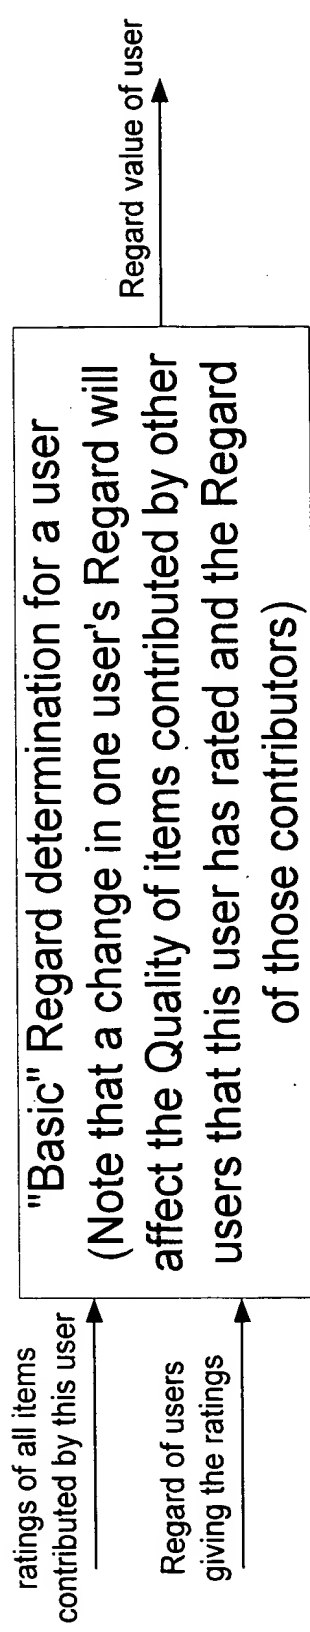 ratings of all items
contributed by this user
Regard of users
giving the ratings
"Basic" Regard determination for a user
(Note that a change in one user's Regard will
affect the Quality of items contributed by other
users that this user has rated and the Regard
of those contributors)
Regard value of user